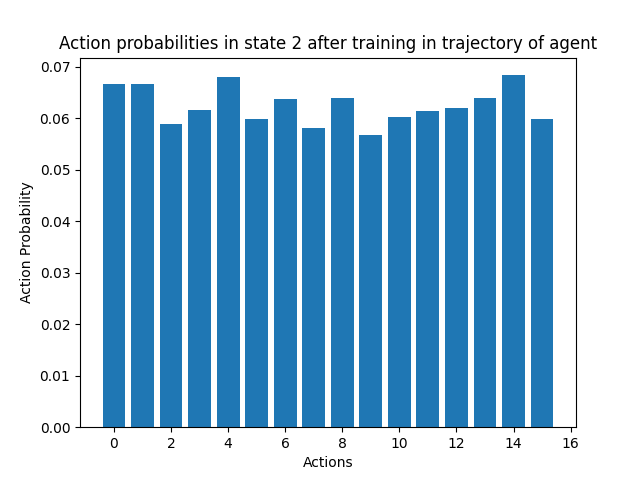 Action probabilities in state 2 after training in trajectory of agent
0.07
0.06
0.05
0.04
0.03
0.02
0.01
0.00
Action Probability
0 2 4 6 8 10 12 14 16
Actions